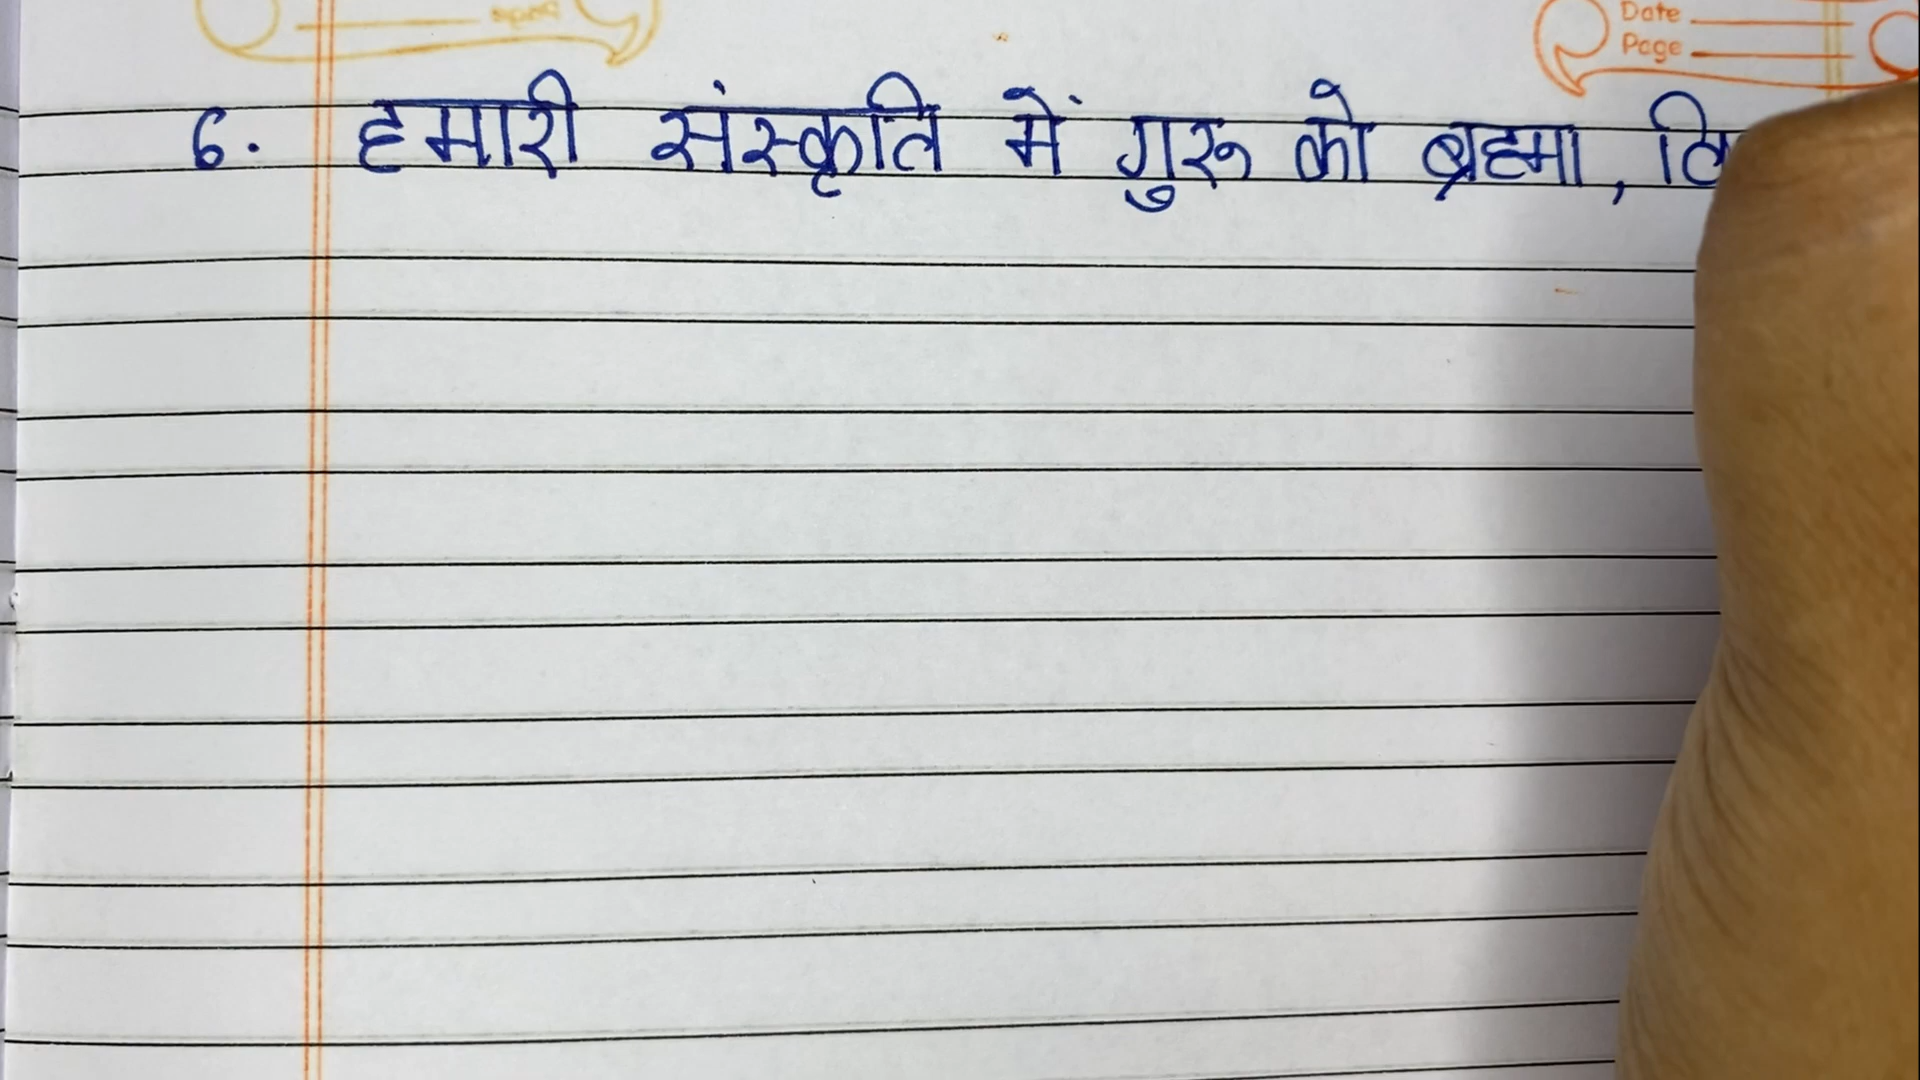 Date
Page
6. हमारी संस्कृति में गुरू को ब्रह्मा,